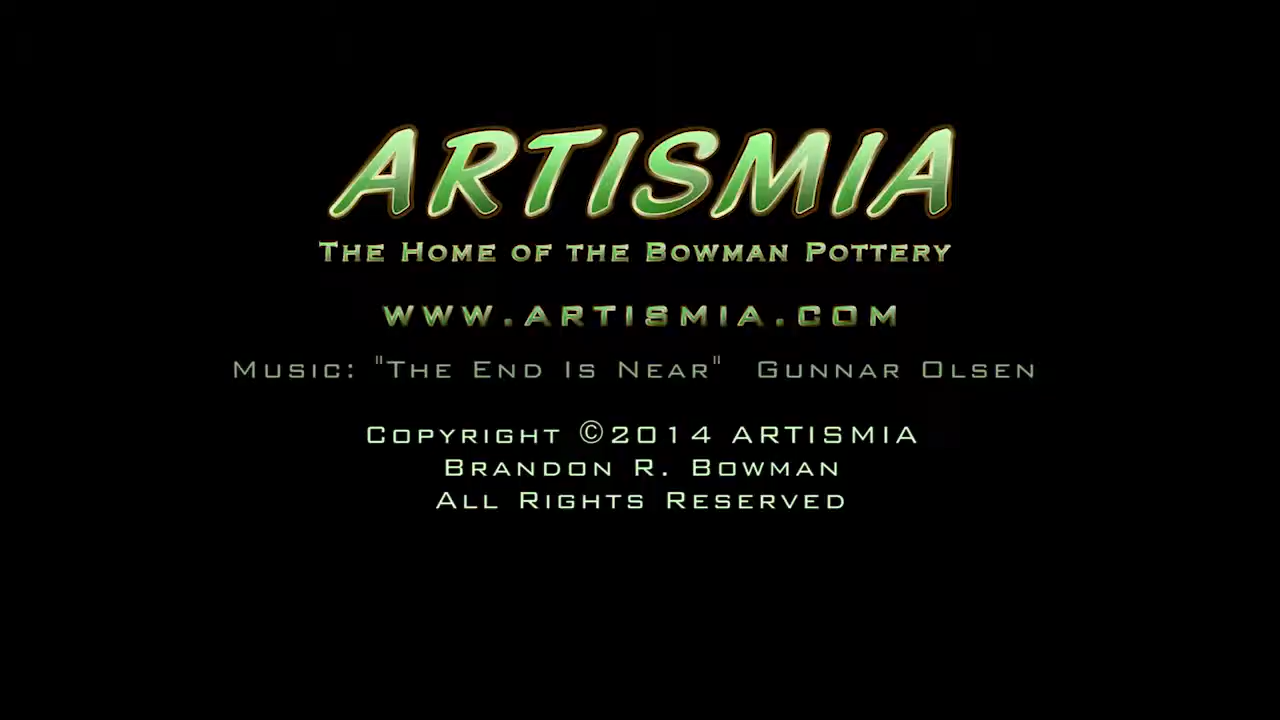 ARTISMIA
The Home of the Bowman Pottery
www.artismia.com
Music: "The End Is Near" Gunnar Olsen
Copyright ©2014 ARTISMIA
Brandon R. Bowman
All Rights Reserved